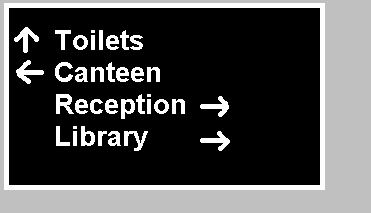 ↑ Toilets
← Canteen
Reception →
Library →